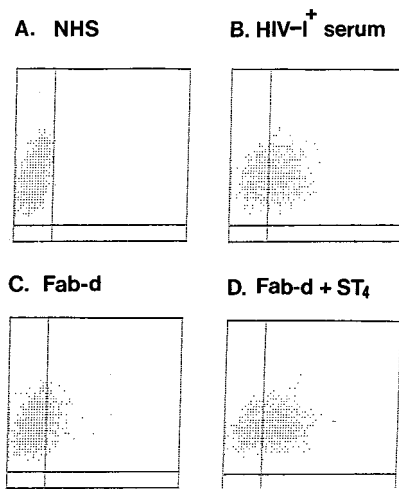 A. NHS
B. HIV-I+ serum
C. Fab-d
D. Fab-d + ST4